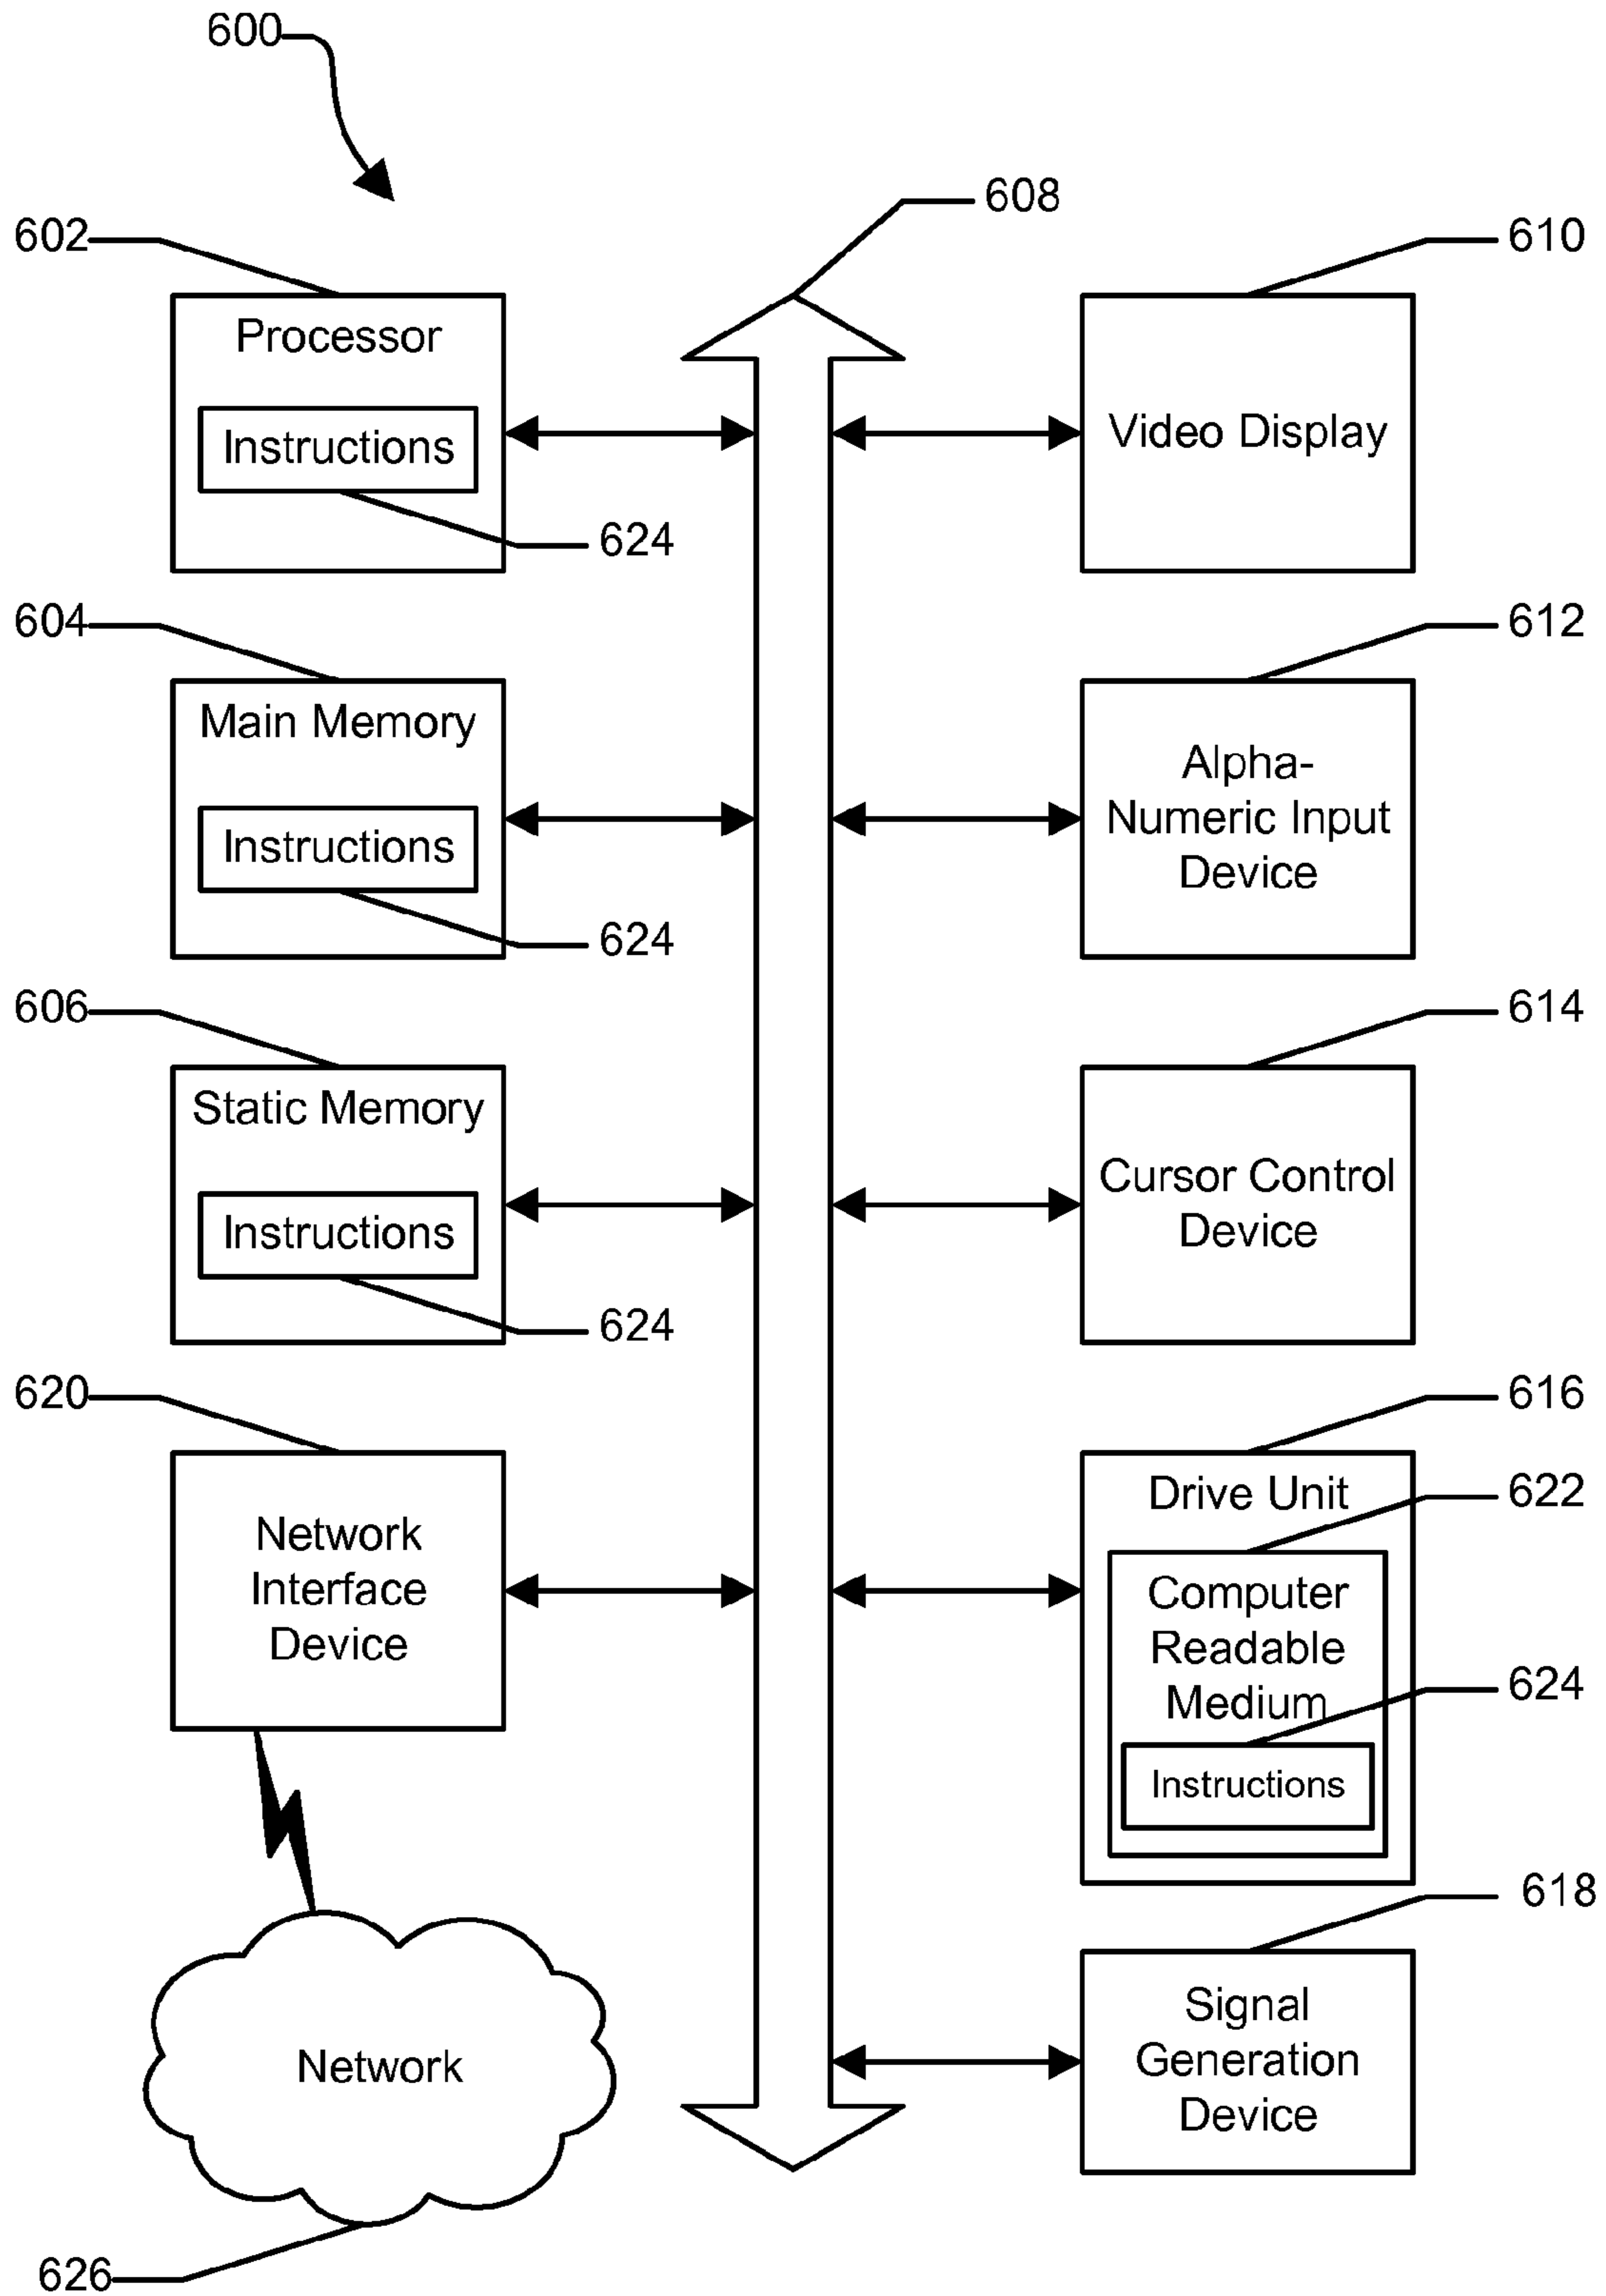 600
608
602
610
Processor
Instructions
624
Video Display
604
612
Main Memory
Instructions
624
Alpha-
Numeric Input
Device
606
614
Static Memory
Instructions
624
Cursor Control
Device
620
616
Network
Interface
Device
Drive Unit
622
Computer
Readable
Medium
624
Instructions
618
Signal
Generation
Device
Network
626